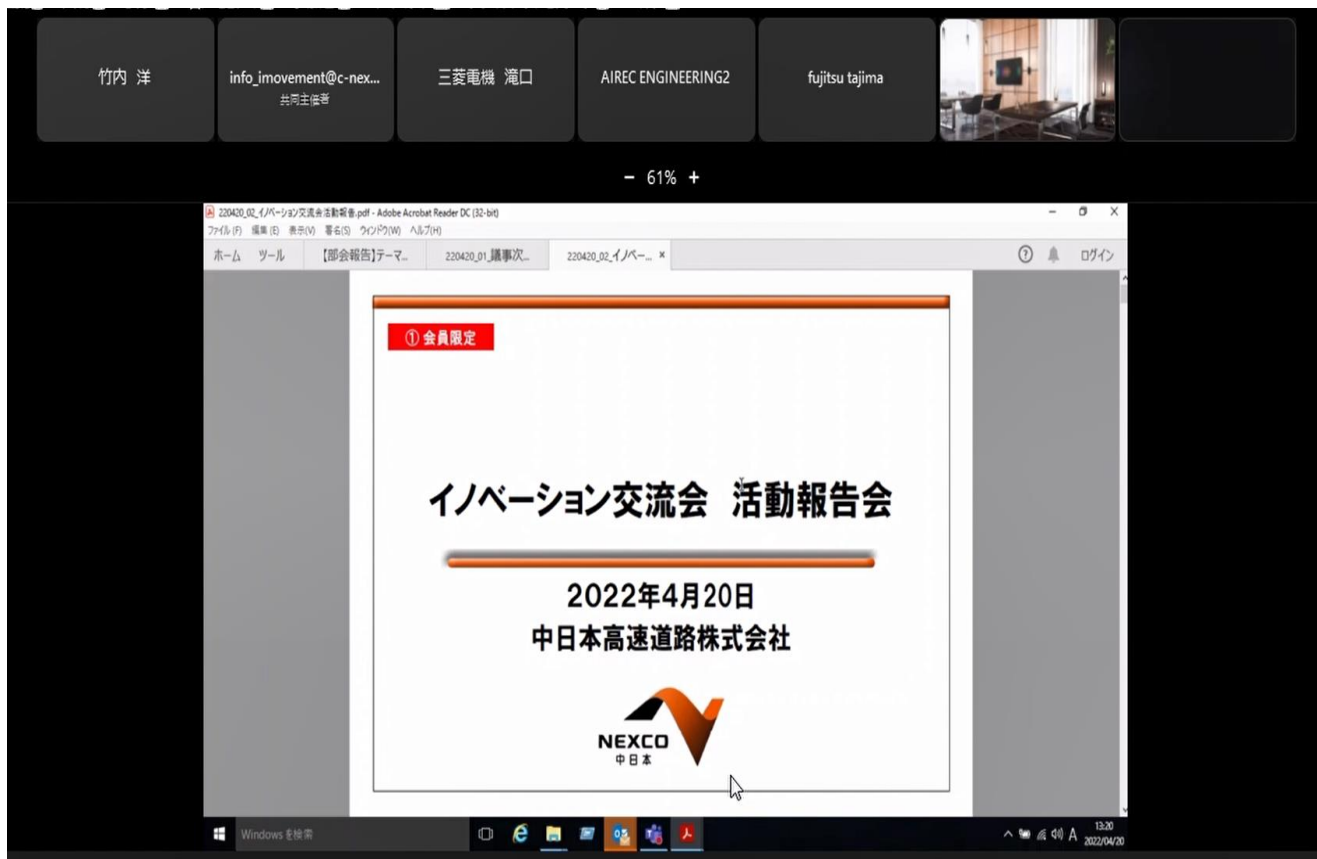 竹内 洋
info_imovement@c-nex...
共同主催者
三菱電機 滝口
AIREC ENGINEERING2
fujitsu tajima
− 61% +
220420_02_イノベーション交流会活動報告.pdf - Adobe Acrobat Reader DC (32-bit)
ファイル(F) 編集(E) 表示(V) 署名(S) ウィンドウ(W) ヘルプ(H)
ホーム ツール 【部会報告】テーマ... 220420_01_議事次... 220420_02_イノベー... × ログイン
① 会員限定
イノベーション交流会 活動報告会
2022年4月20日
中日本高速道路株式会社
NEXCO
中日本
Windows を検索
A 13:20
2022/04/20